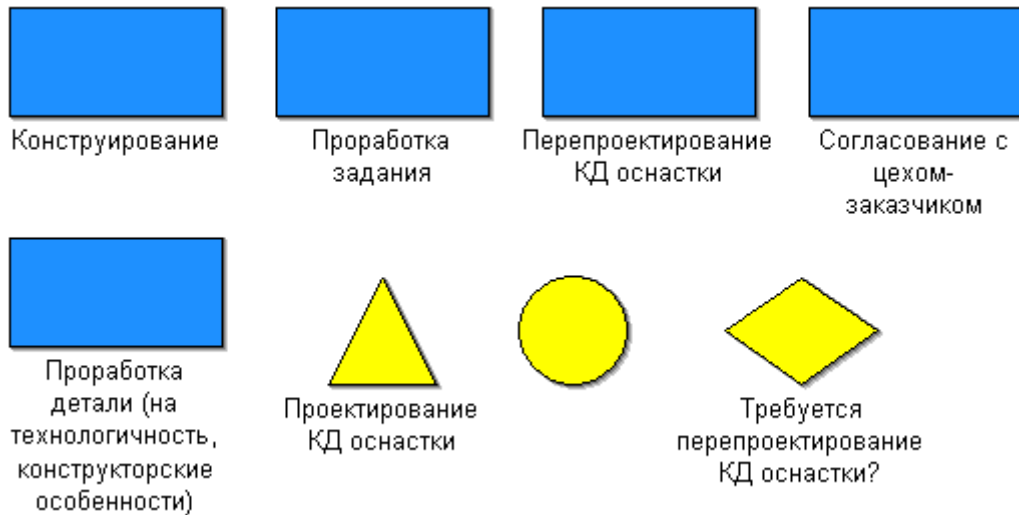 Конструирование
Проработка
задания
Перепроектирование
КД оснастки
Согласование с
цехом-
заказчиком
Проработка
детали (на
технологичность,
конструкторские
особенности)
Проектирование
КД оснастки
Требуется
перепроектирование
КД оснастки?